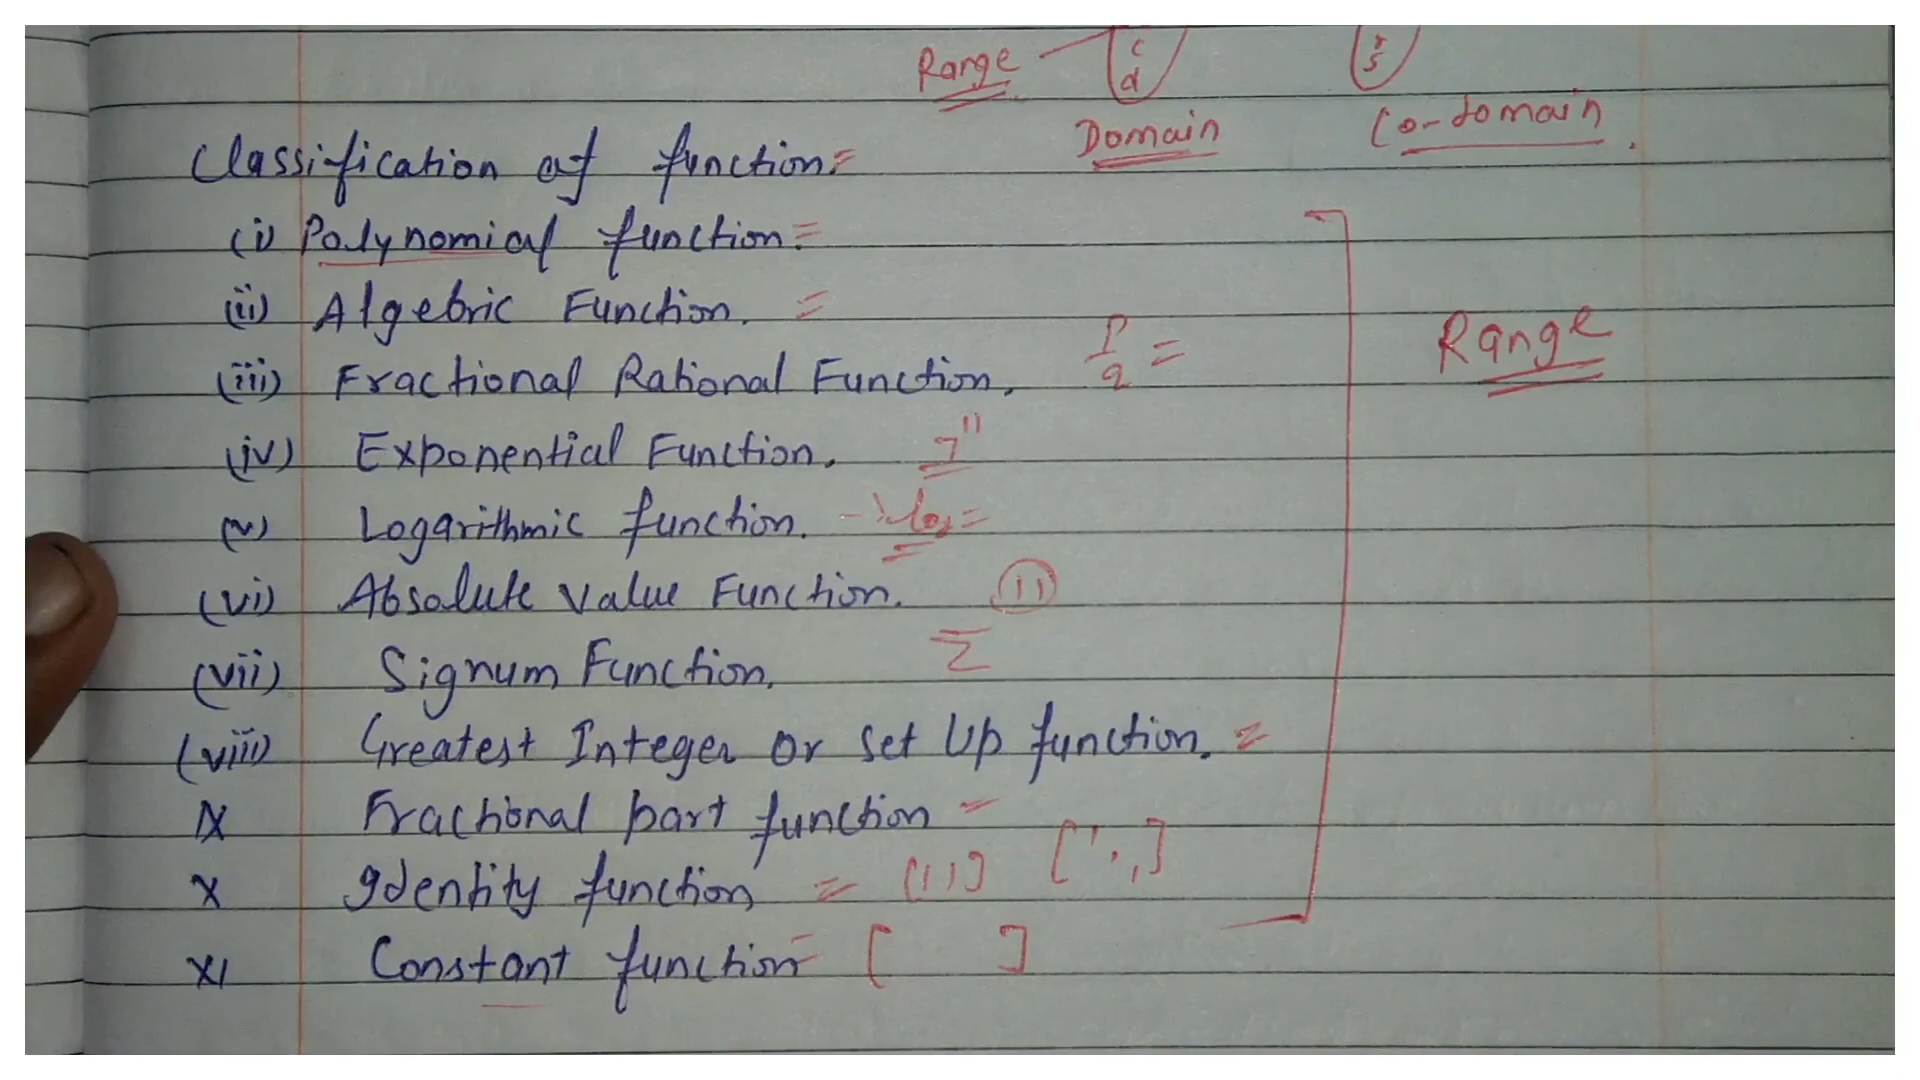 Range
c
d
r
s
Domain
Co-domain
Classification of function=
(i) Polynomial function=
(ii) Algebric Function. =
(iii) Fractional Rational Function. P/q =
Range
(iv) Exponential Function.
(v) Logarithmic function. log =
(vi) Absolute value Function.
(vii) Signum Function. Σ
(viii) Greatest Integer or Set Up function. =
IX Fractional part function =
X Identity function =
XI Constant function = [ ]